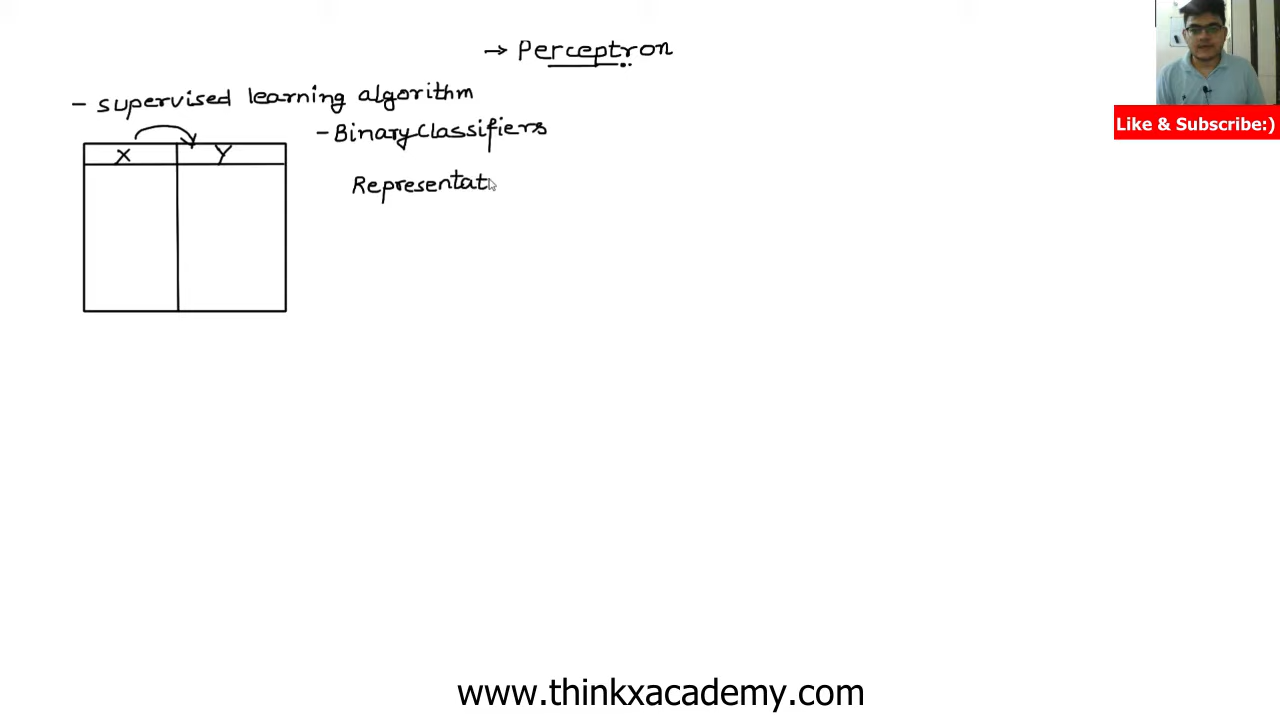 → Perceptron
- supervised learning algorithm
- Binary Classifiers
X Y
Representat
Like & Subscribe:)
www.thinkxacademy.com